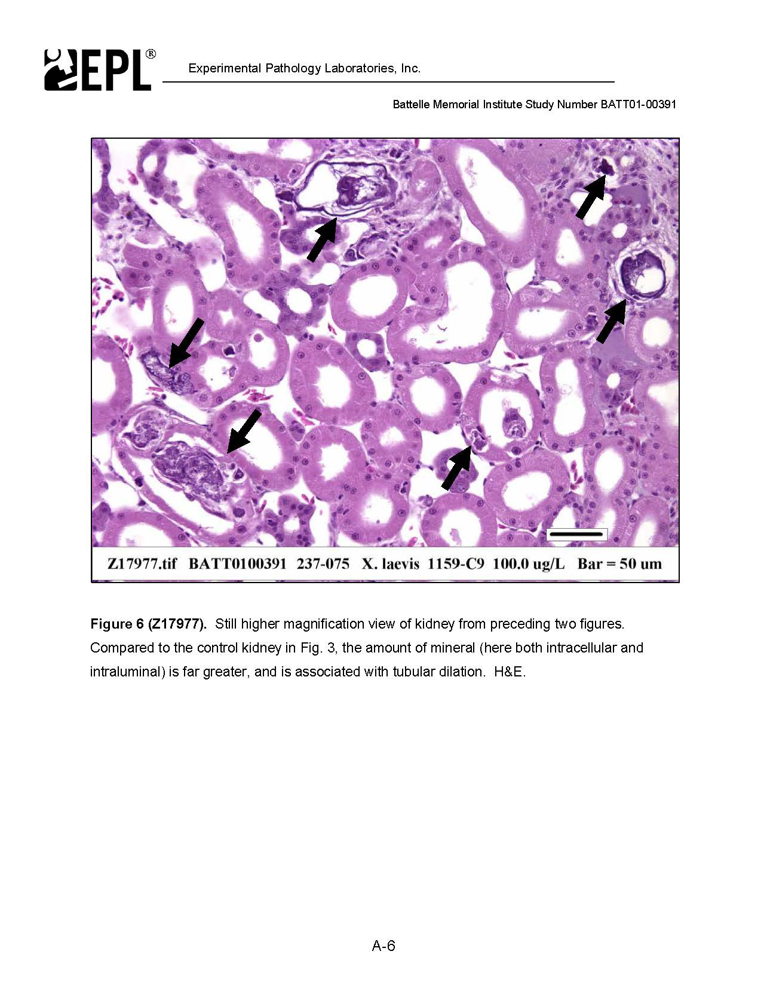 EPL®
Experimental Pathology Laboratories, Inc.
Battelle Memorial Institute Study Number BATT01-00391
Z17977.tif BATT0100391 237-075 X. laevis 1159-C9 100.0 ug/L Bar = 50 um
Figure 6 (Z17977). Still higher magnification view of kidney from preceding two figures.
Compared to the control kidney in Fig. 3, the amount of mineral (here both intracellular and
intraluminal) is far greater, and is associated with tubular dilation. H&E.
A-6